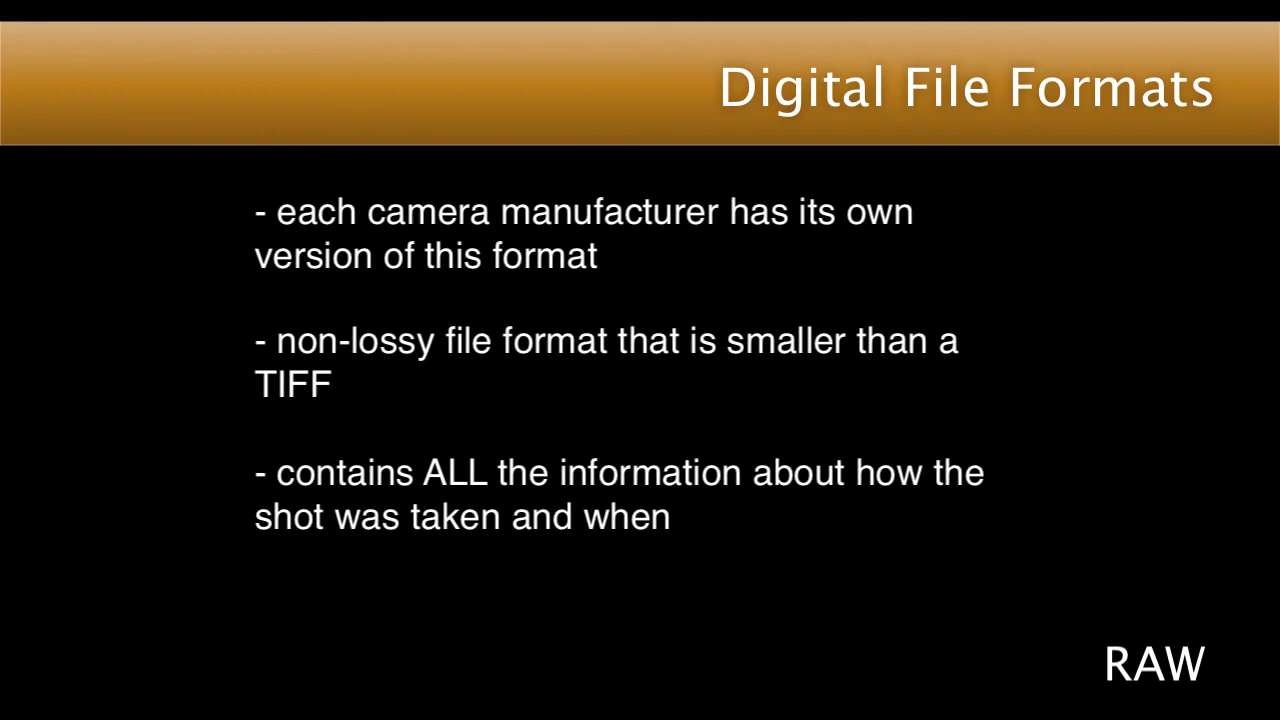 Digital File Formats
- each camera manufacturer has its own
version of this format
- non-lossy file format that is smaller than a
TIFF
- contains ALL the information about how the
shot was taken and when
RAW